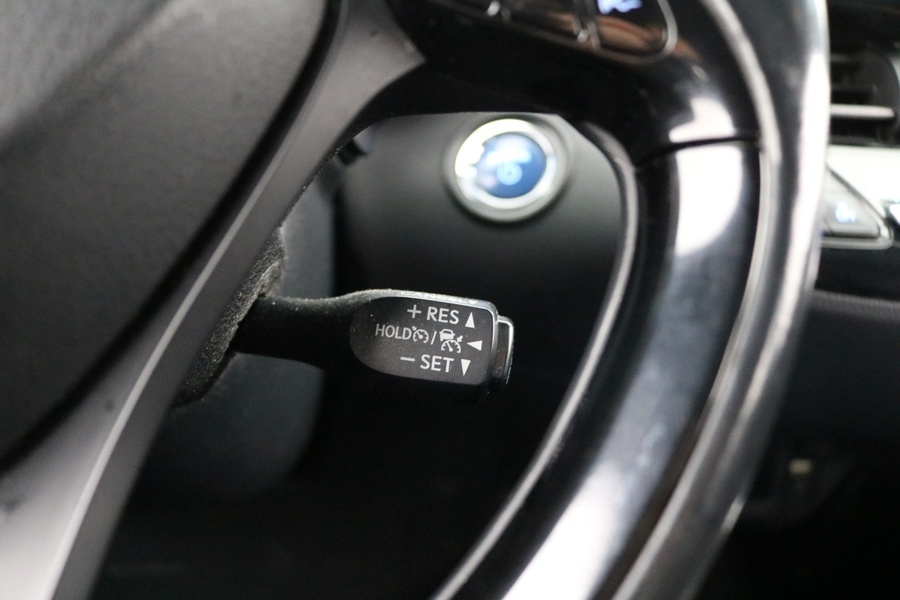 + RES ▲
HOLD / ◀
− SET ▼